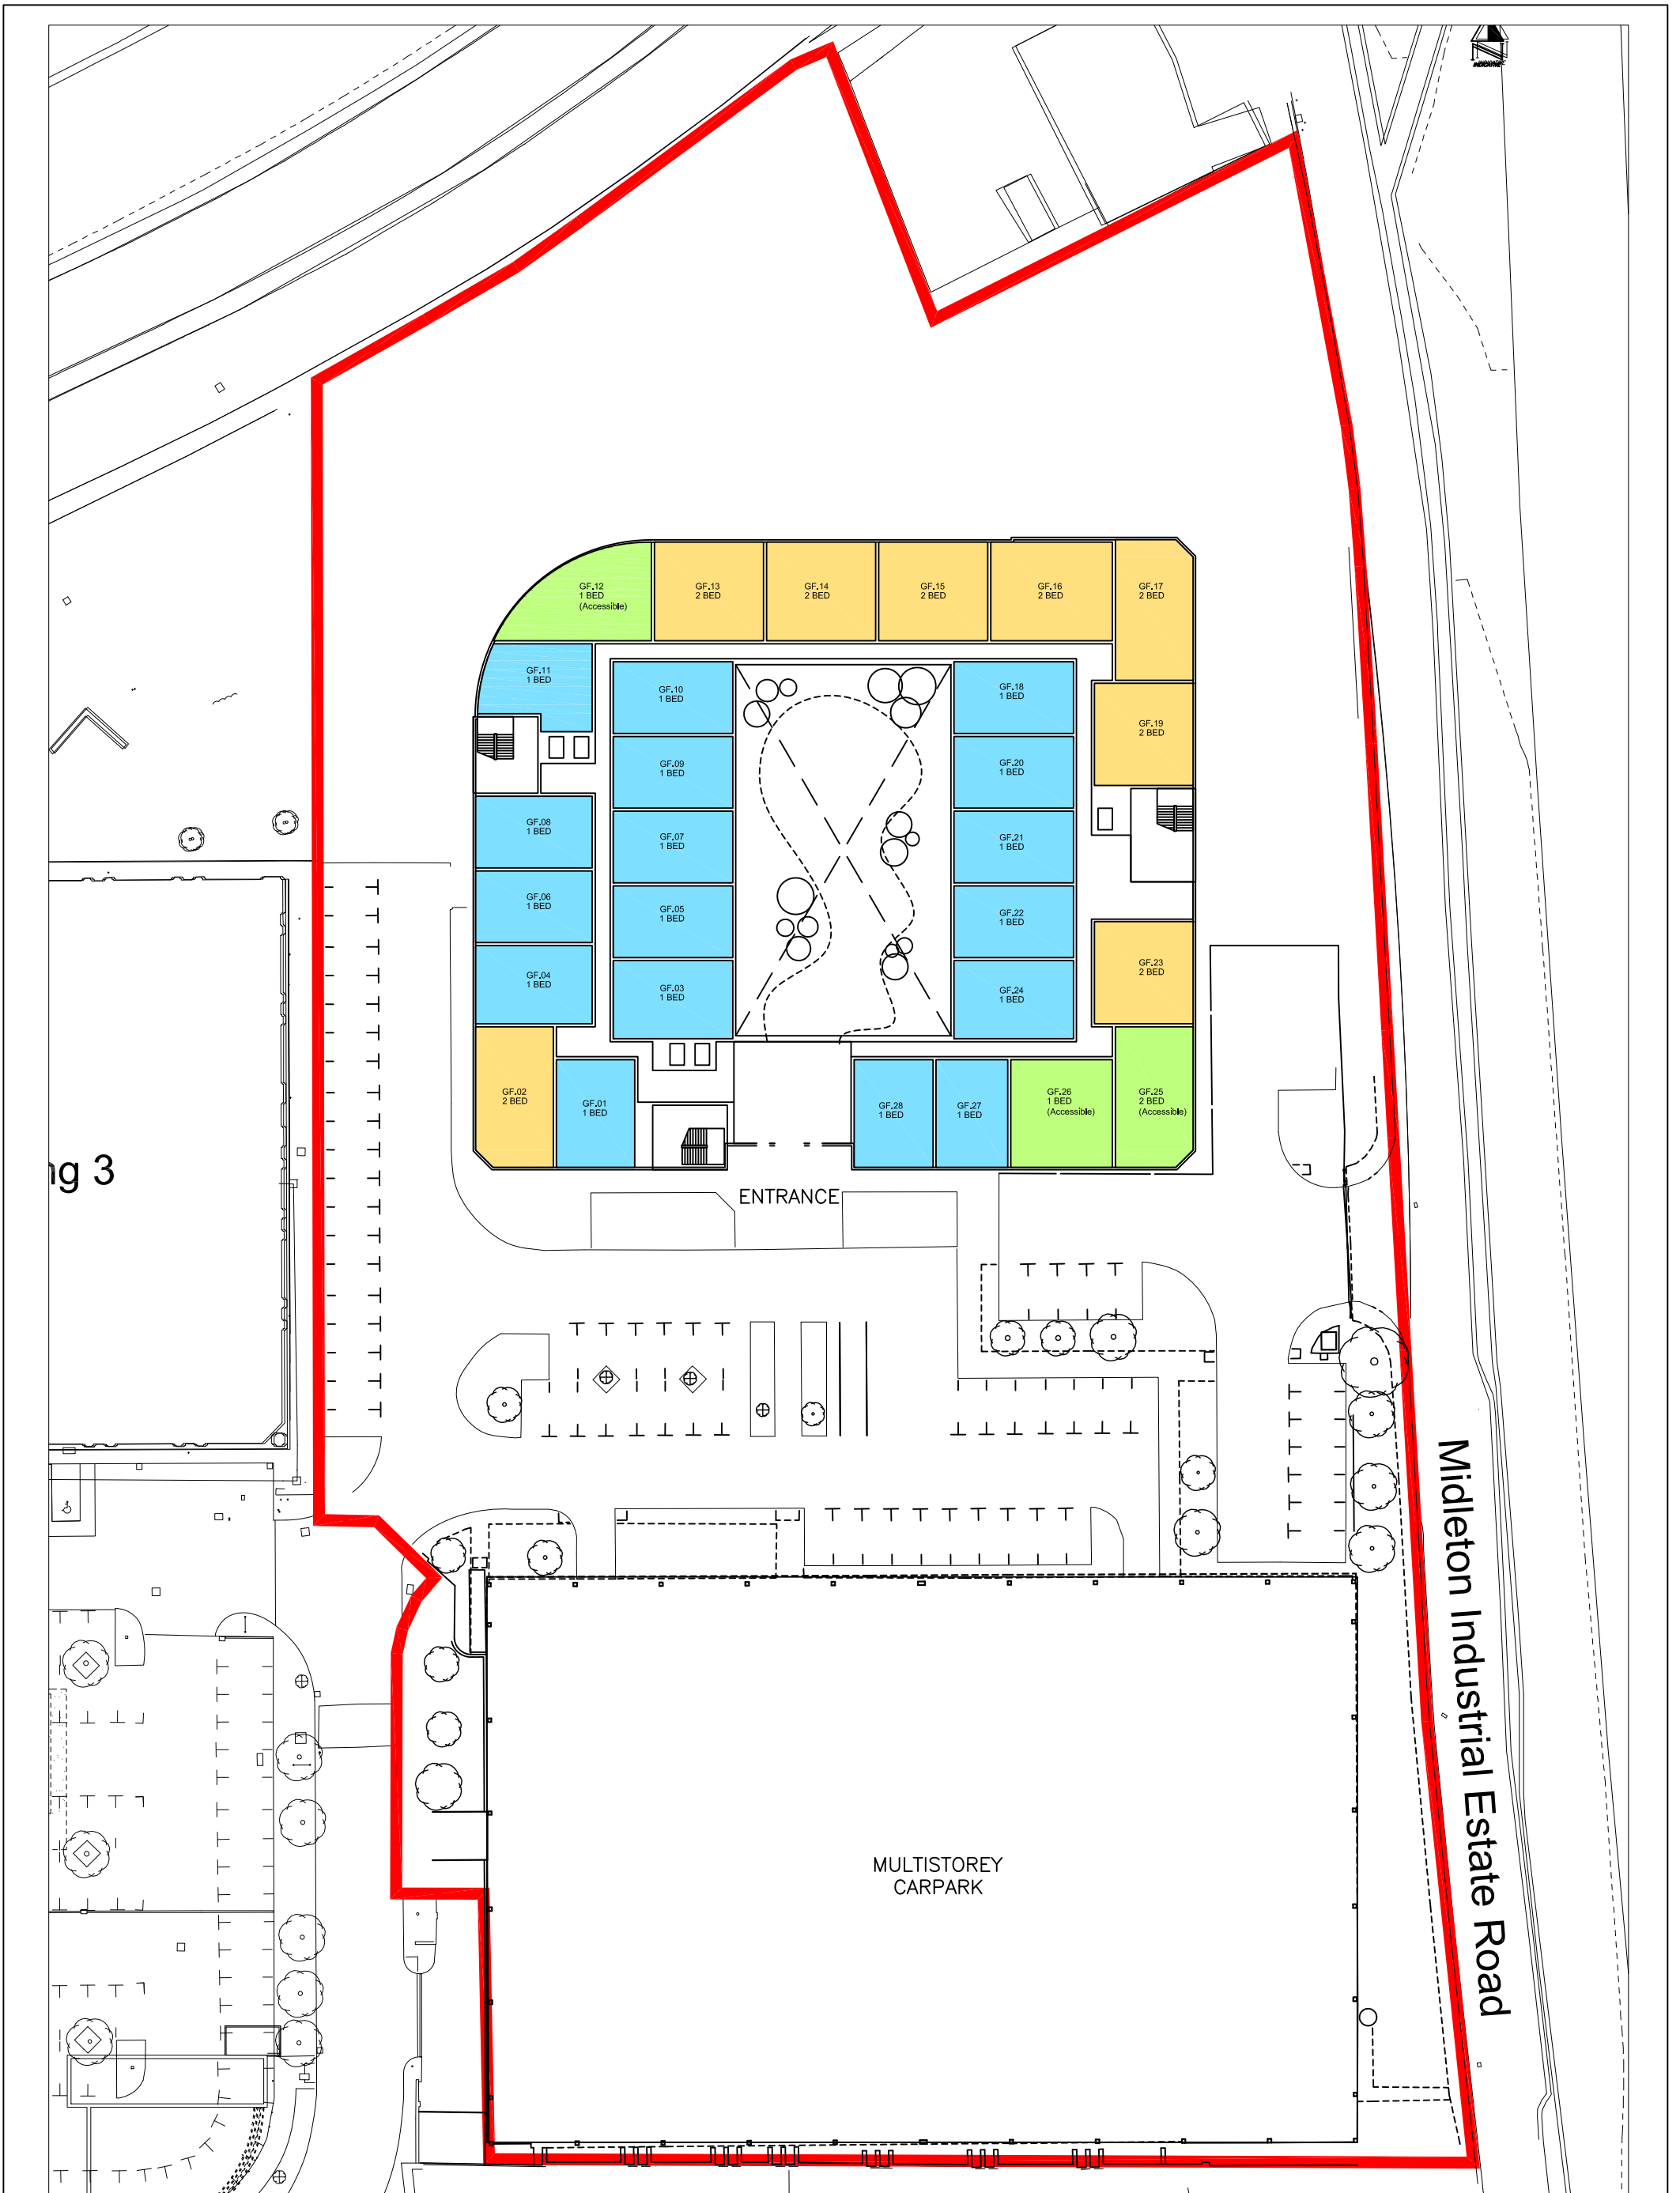 GF.12
1 BED
(Accessible)
GF.13
2 BED
GF.14
2 BED
GF.15
2 BED
GF.16
2 BED
GF.17
2 BED
GF.11
1 BED
GF.10
1 BED
GF.18
1 BED
GF.19
2 BED
GF.09
1 BED
GF.20
1 BED
GF.08
1 BED
GF.07
1 BED
GF.21
1 BED
GF.06
1 BED
GF.05
1 BED
GF.22
1 BED
GF.23
2 BED
GF.04
1 BED
GF.03
1 BED
GF.24
1 BED
GF.02
2 BED
GF.01
1 BED
GF.28
1 BED
GF.27
1 BED
GF.26
1 BED
(Accessible)
GF.25
2 BED
(Accessible)
ng 3
ENTRANCE
Midleton Industrial Estate Road
MULTISTOREY
CARPARK